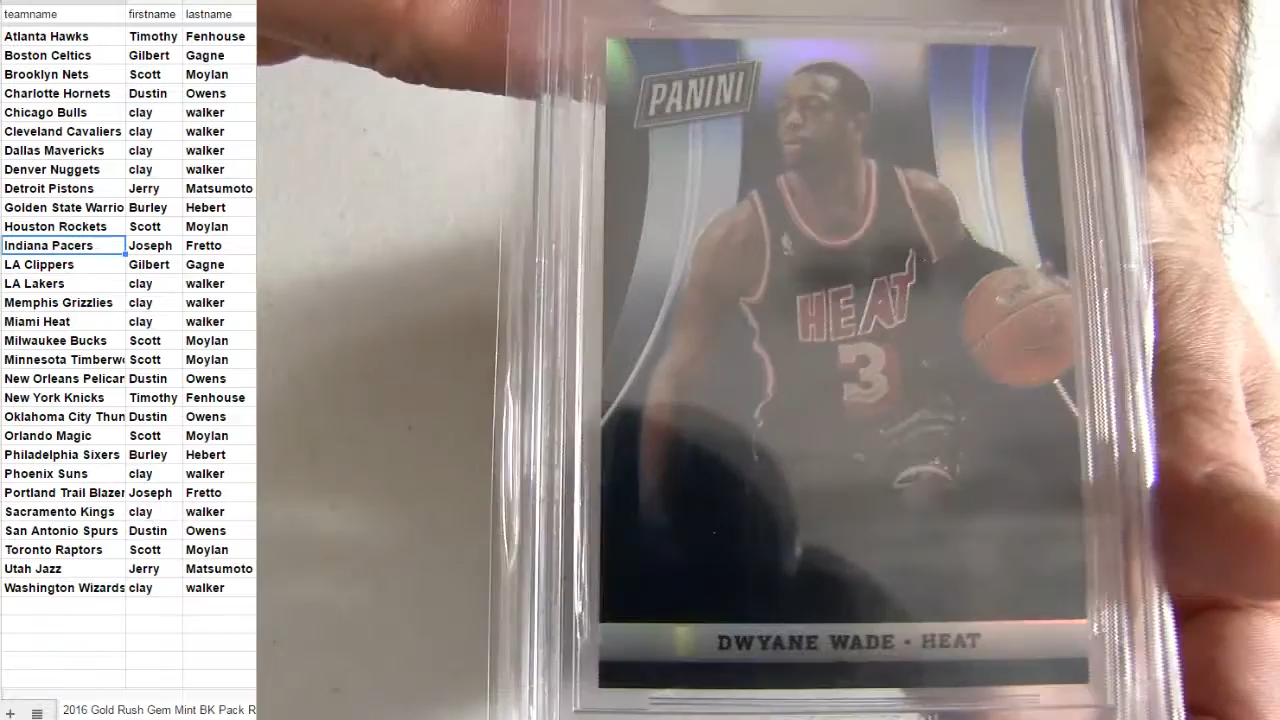 teamname firstname lastname
Atlanta Hawks Timothy Fenhouse
Boston Celtics Gilbert Gagne
Brooklyn Nets Scott Moylan
Charlotte Hornets Dustin Owens
Chicago Bulls clay walker
Cleveland Cavaliers clay walker
Dallas Mavericks clay walker
Denver Nuggets clay walker
Detroit Pistons Jerry Matsumoto
Golden State Warrio Burley Hebert
Houston Rockets Scott Moylan
Indiana Pacers Joseph Fretto
LA Clippers Gilbert Gagne
LA Lakers clay walker
Memphis Grizzlies clay walker
Miami Heat clay walker
Milwaukee Bucks Scott Moylan
Minnesota Timberw Scott Moylan
New Orleans Pelicar Dustin Owens
New York Knicks Timothy Fenhouse
Oklahoma City Thun Dustin Owens
Orlando Magic Scott Moylan
Philadelphia Sixers Burley Hebert
Phoenix Suns clay walker
Portland Trail Blazer Joseph Fretto
Sacramento Kings clay walker
San Antonio Spurs Dustin Owens
Toronto Raptors Scott Moylan
Utah Jazz Jerry Matsumoto
Washington Wizards clay walker
2016 Gold Rush Gem Mint BK Pack R
PANINI
HEAT
3
DWYANE WADE • HEAT